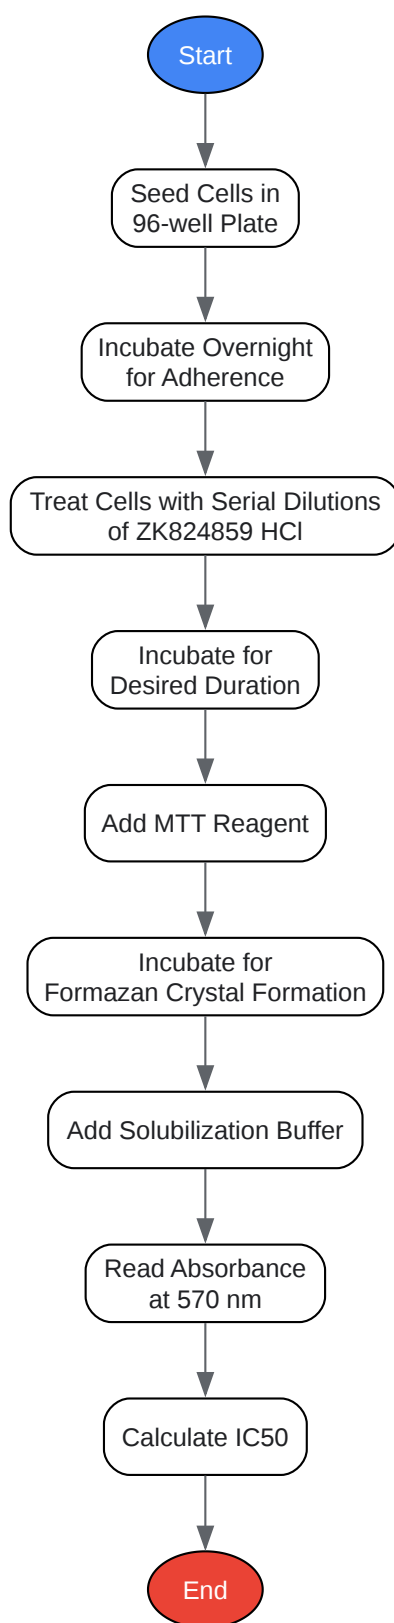 Start
Seed Cells in
96-well Plate
Incubate Overnight
for Adherence
Treat Cells with Serial Dilutions
of ZK824859 HCl
Incubate for
Desired Duration
Add MTT Reagent
Incubate for
Formazan Crystal Formation
Add Solubilization Buffer
Read Absorbance
at 570 nm
Calculate IC50
End